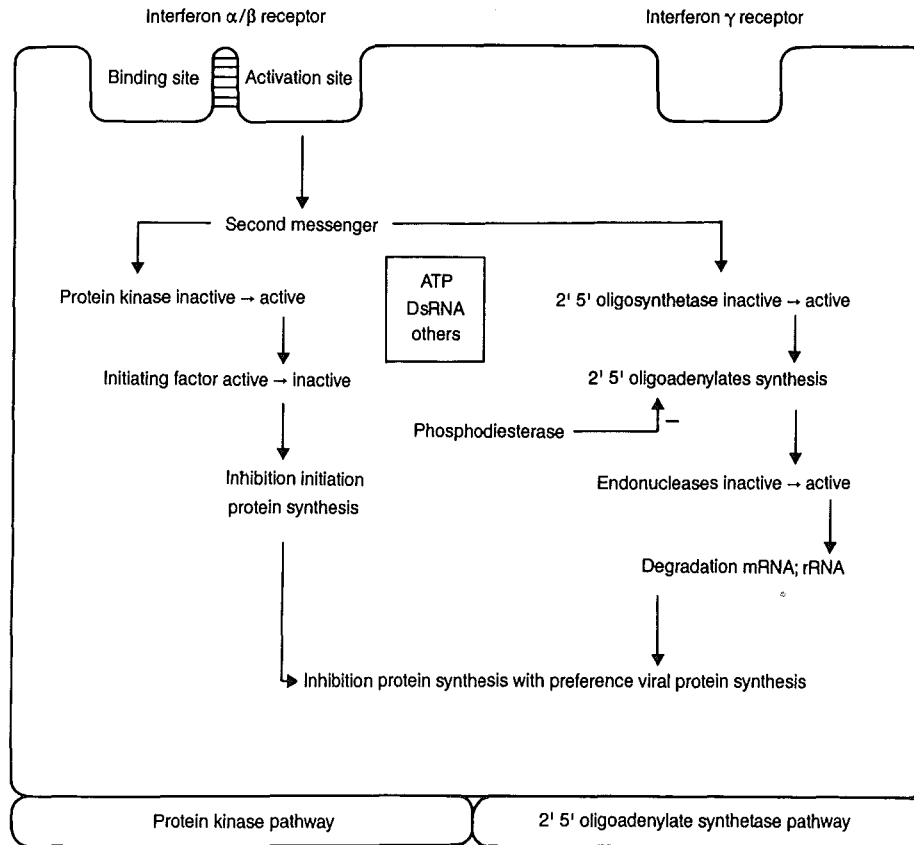 Interferon α/β receptor
Interferon γ receptor
Binding site
Activation site
Second messenger
ATP
DsRNA
others
Protein kinase inactive → active
2' 5' oligosynthetase inactive → active
Initiating factor active → inactive
2' 5' oligoadenylates synthesis
Phosphodiesterase
–
Inhibition initiation
protein synthesis
Endonucleases inactive → active
Degradation mRNA; rRNA
Inhibition protein synthesis with preference viral protein synthesis
Protein kinase pathway
2' 5' oligoadenylate synthetase pathway